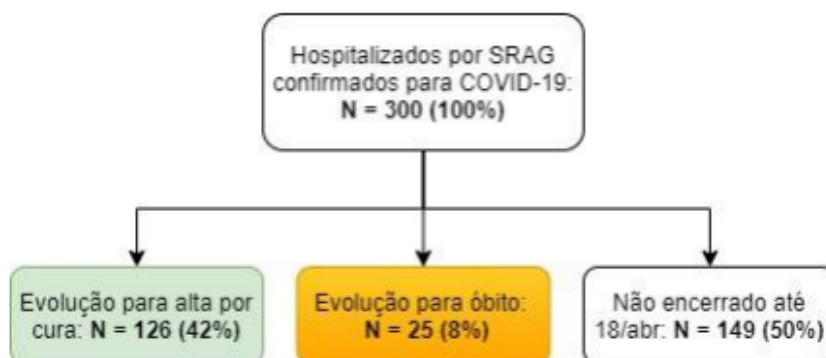 Hospitalizados por SRAG
confirmados para COVID-19:
N = 300 (100%)
Evolução para alta por
cura: N = 126 (42%)
Evolução para óbito:
N = 25 (8%)
Não encerrado até
18/abr: N = 149 (50%)